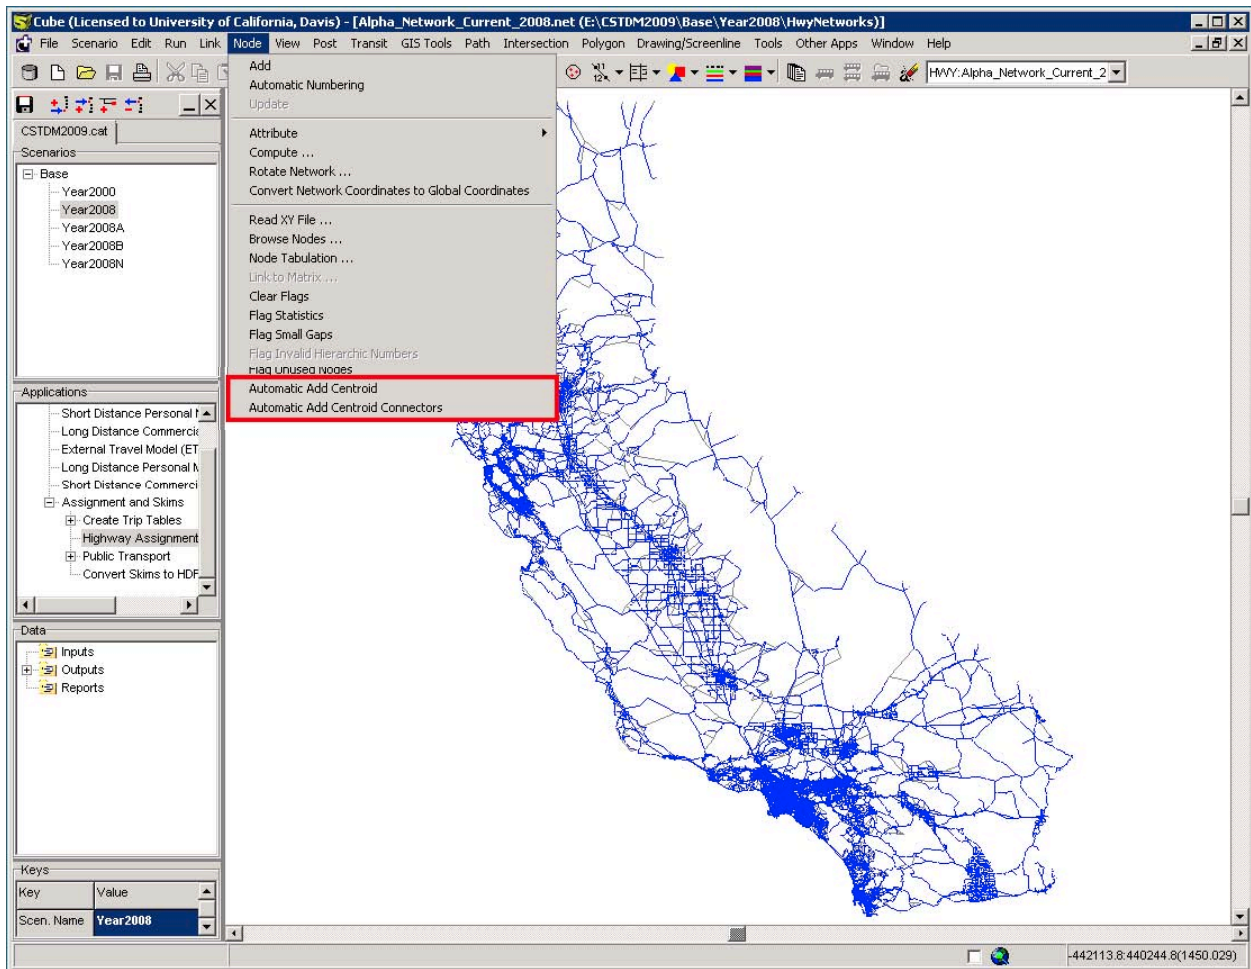 Cube (Licensed to University of California, Davis) - [Alpha_Network_Current_2008.net (E:\CSTDM2009\Base\Year2008\HwyNetworks)]
File Scenario Edit Run Link Node View Post Transit GIS Tools Path Intersection Polygon Drawing/Screenline Tools Other Apps Window Help
HWY:Alpha_Network_Current_2
Add
Automatic Numbering
Update
Attribute
Compute ...
Rotate Network ...
Convert Network Coordinates to Global Coordinates
Read XY File ...
Browse Nodes ...
Node Tabulation ...
Link to Matrix ...
Clear Flags
Flag Statistics
Flag Small Gaps
Flag Invalid Hierarchic Numbers
Flag Unused Nodes
Automatic Add Centroid
Automatic Add Centroid Connectors
CSTDM2009.cat
Scenarios
Base
Year2000
Year2008
Year2008A
Year2008B
Year2008N
Applications
Short Distance Personal
Long Distance Commerci
External Travel Model (ET
Long Distance Personal
Short Distance Commerci
Assignment and Skims
Create Trip Tables
Highway Assignment
Public Transport
Convert Skims to HDF
Data
Inputs
Outputs
Reports
Keys
Key Value
Scen. Name Year2008
-442113.8:440244.8(1450.029)